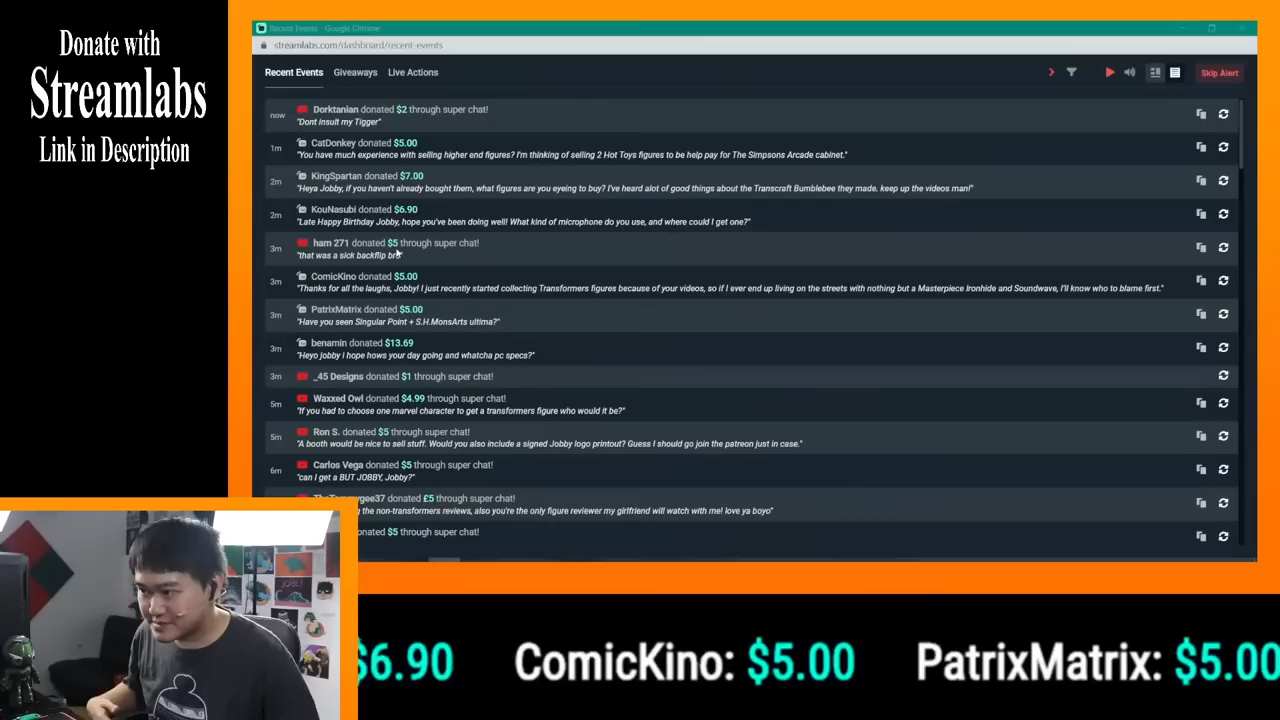 Donate with
Streamlabs
Link in Description
Recent Events - Google Chrome
streamlabs.com/dashboard/recent-events
Recent Events Giveaways Live Actions Skip Alert
now Dorktanian donated $2 through super chat!
"Dont insult my Tigger"
1m CatDonkey donated $5.00
"You have much experience with selling higher end figures? I'm thinking of selling 2 Hot Toys figures to be help pay for The Simpsons Arcade cabinet."
2m KingSpartan donated $7.00
"Heya Jobby, if you haven't already bought them, what figures are you eyeing to buy? I've heard alot of good things about the Transcraft Bumblebee they made. keep up the videos man!"
2m KouNasubi donated $6.90
"Late Happy Birthday Jobby, hope you've been doing well! What kind of microphone do you use, and where could I get one?"
3m ham 271 donated $5 through super chat!
"that was a sick backflip bro"
3m ComicKino donated $5.00
"Thanks for all the laughs, Jobby! I just recently started collecting Transformers figures because of your videos, so if I ever end up living on the streets with nothing but a Masterpiece Ironhide and Soundwave, I'll know who to blame first."
3m PatrixMatrix donated $5.00
"Have you seen Singular Point + S.H.MonsArts ultima?"
3m benamin donated $13.69
"Heyo jobby i hope hows your day going and whatcha pc specs?"
3m _45 Designs donated $1 through super chat!
5m Waxxed Owl donated $4.99 through super chat!
"If you had to choose one marvel character to get a transformers figure who would it be?"
5m Ron S. donated $5 through super chat!
"A booth would be nice to sell stuff. Would you also include a signed Jobby logo printout? Guess I should go join the patreon just in case."
6m Carlos Vega donated $5 through super chat!
"can I get a BUT JOBBY, Jobby?"
donated £5 through super chat!
the non-transformers reviews, also you're the only figure reviewer my girlfriend will watch with me! love ya boyo"
donated $5 through super chat!
$6.90 ComicKino: $5.00 PatrixMatrix: $5.00